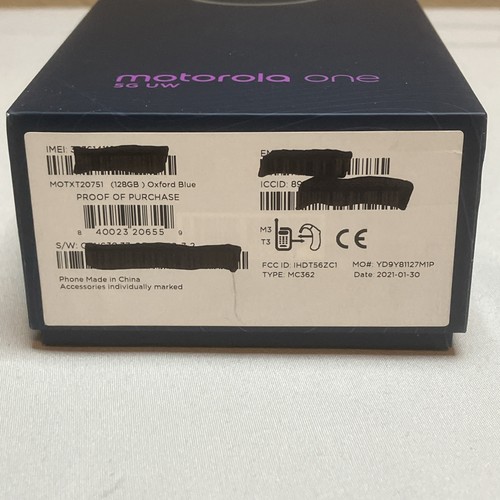 motorola one
5G UW
IMEI:
MOTXT20751 (128GB ) Oxford Blue
PROOF OF PURCHASE
8 40023 20655 9
S/W:
Phone Made in China
Accessories individually marked
ICCID: 89
M3
T3
CE
FCC ID: IHDT56ZC1 MO#: YD9Y81127M1P
TYPE: MC362 Date: 2021-01-30